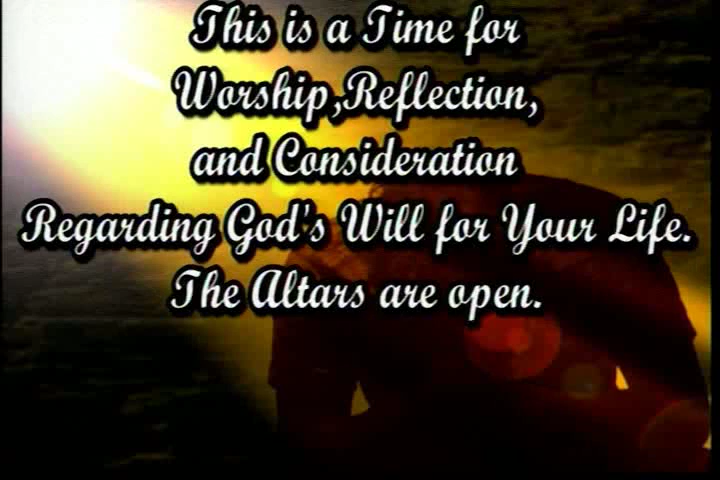 This is a Time for
Worship,Reflection,
and Consideration
Regarding God's Will for Your Life.
The Altars are open.